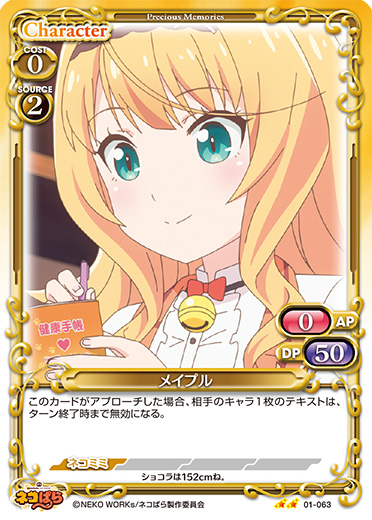 Precious Memories
Character
COST
0
SOURCE
2
健康手帳
♥
0 AP
DP 50
メイプル
このカードがアプローチした場合、相手のキャラ1枚のテキストは、
ターン終了時まで無効になる。
ネコミミ
ショコラは152cmね。
ネコぱら
©NEKO WORKs/ネコぱら製作委員会
01-063